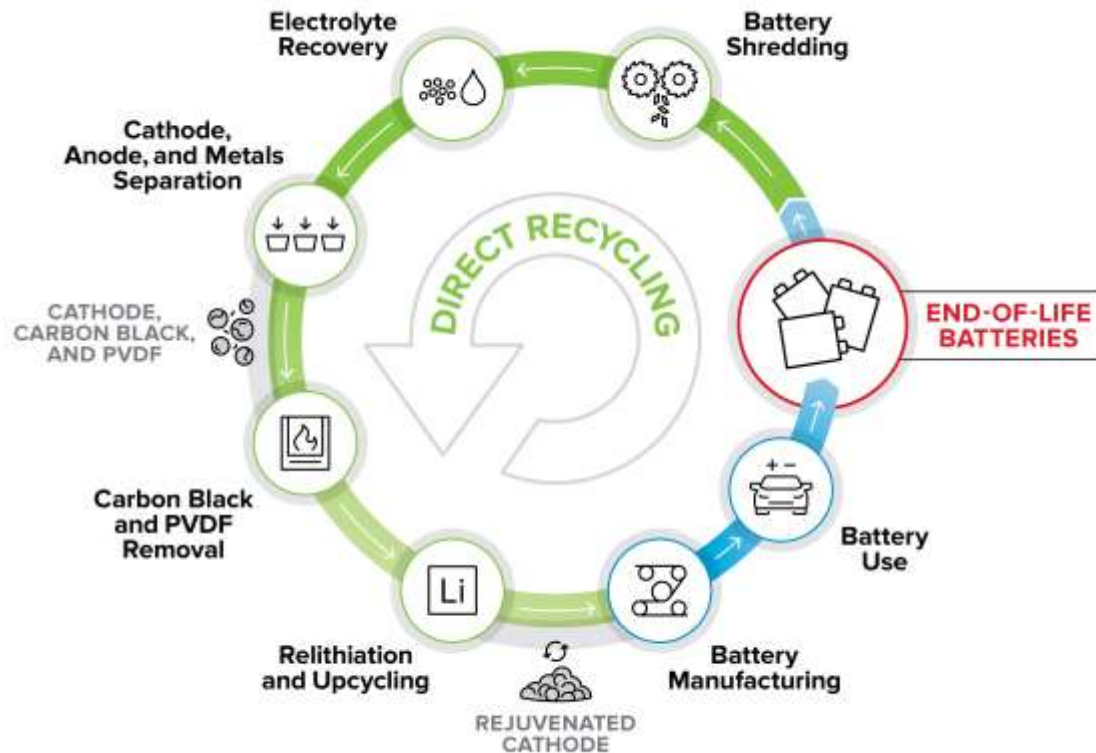 Electrolyte
Recovery
Battery
Shredding
Cathode,
Anode, and Metals
Separation
DIRECT RECYCLING
CATHODE,
CARBON BLACK,
AND PVDF
END-OF-LIFE
BATTERIES
Carbon Black
and PVDF
Removal
+ −
Battery
Use
Li
Relithiation
and Upcycling
Battery
Manufacturing
REJUVENATED
CATHODE